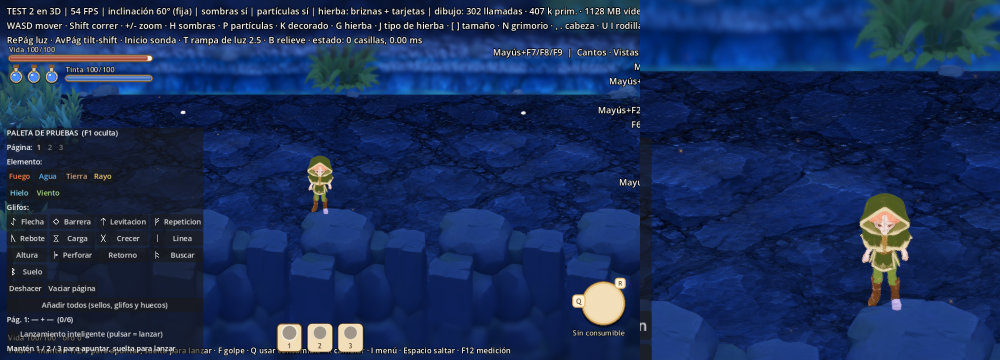 TEST 2 en 3D | 54 FPS | inclinación 60° (fija) | sombras sí | partículas sí | hierba: briznas + tarjetas | dibujo: 302 llamadas · 407 k prim. · 1128 MB vide
WASD mover · Shift correr · +/- zoom · H sombras · P partículas · K decorado · G hierba · J tipo de hierba · [ ] tamaño · N grimorio · , . cabeza · U I rodill
RePág luz · AvPág tilt-shift · Inicio sonda · T rampa de luz 2.5 · B relieve · estado: 0 casillas, 0.00 ms
Vida 100/100
Mayús+F7/F8/F9 | Cantos · Vistas
Tinta 100/100
Mayús+F2
F6
PALETA DE PRUEBAS (F1 oculta)
Página: 1 2 3
Elemento:
Fuego Agua Tierra Rayo
Mayú
Hielo Viento
Glifos:
Flecha Barrera Levitacion Repeticion
Rebote Carga Crecer Linea
Altura Perforar Retorno Buscar
Suelo
Deshacer Vaciar página
R
Q
Añadir todos (sellos, glifos y huecos)
Pág. 1: — + — (0/6)
Sin consumible
Lanzamiento inteligente (pulsar = lanzar)
1 2 3
Mantén 1 / 2 / 3 para apuntar, suelta para lanzar
· F golpe · Q usar
· I menú · Espacio saltar · F12 medición